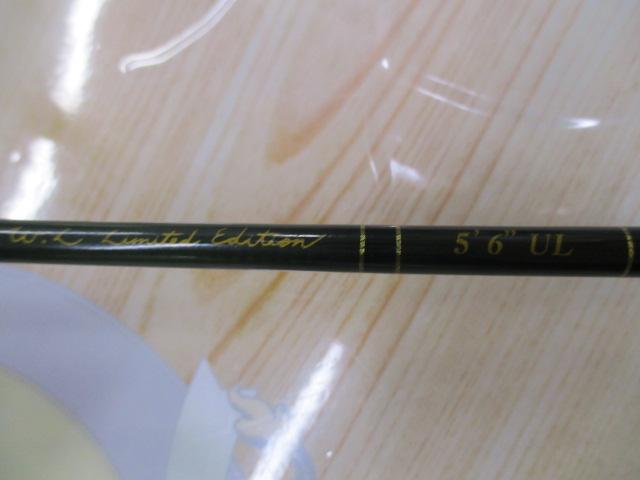 W. L Limited Edition 5' 6" UL